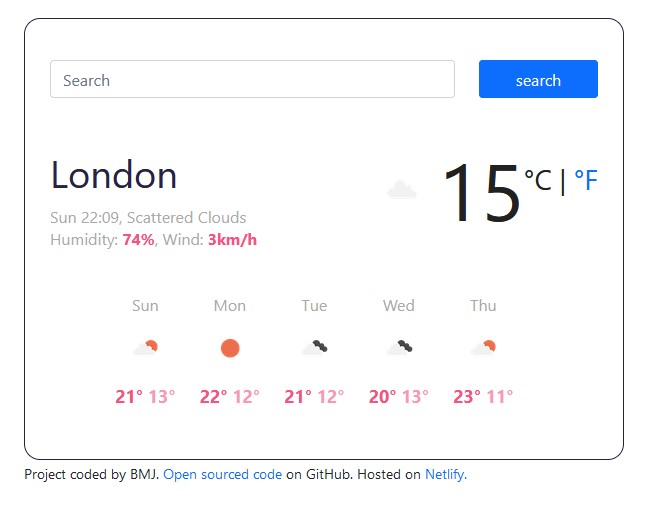 Search
search
London
15 °C | °F
Sun 22:09, Scattered Clouds
Humidity: 74%, Wind: 3km/h
Sun Mon Tue Wed Thu
21° 13° 22° 12° 21° 12° 20° 13° 23° 11°
Project coded by BMJ. Open sourced code on GitHub. Hosted on Netlify.